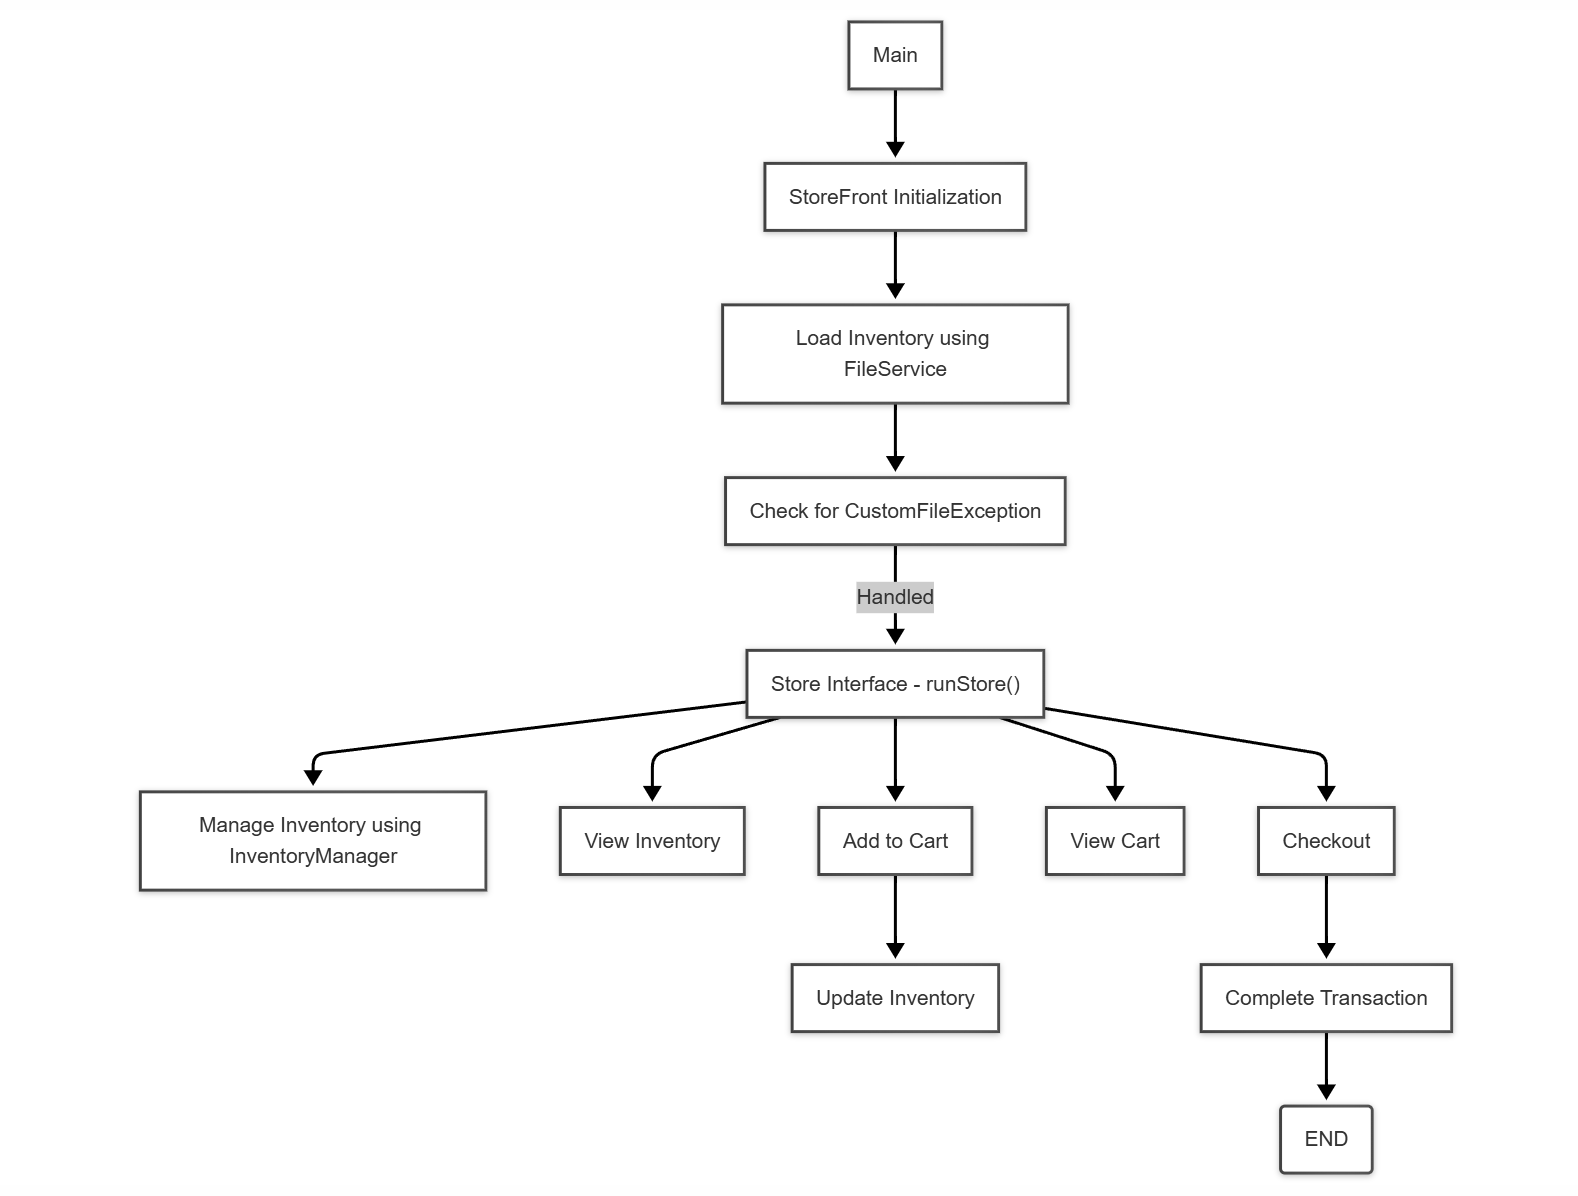 Main
StoreFront Initialization
Load Inventory using
FileService
Check for CustomFileException
Handled
Store Interface - runStore()
Manage Inventory using
InventoryManager
View Inventory
Add to Cart
View Cart
Checkout
Update Inventory
Complete Transaction
END